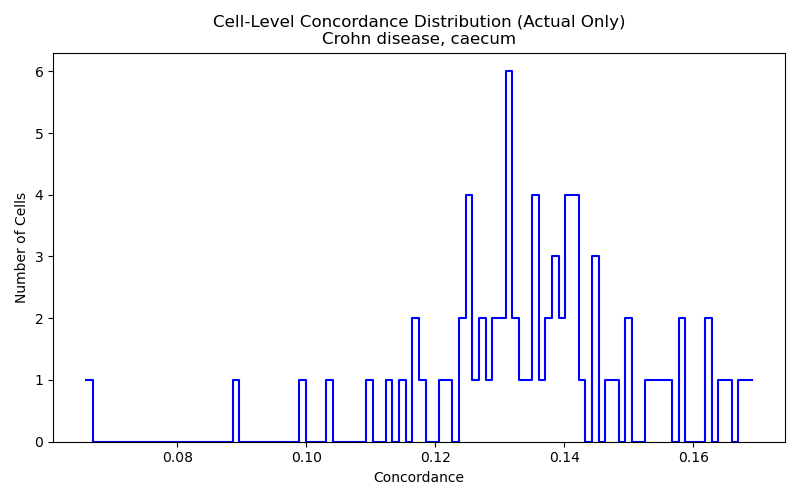 Cell-Level Concordance Distribution (Actual Only)
Crohn disease, caecum
6
5
4
3
2
1
0
Number of Cells
0.08 0.10 0.12 0.14 0.16
Concordance